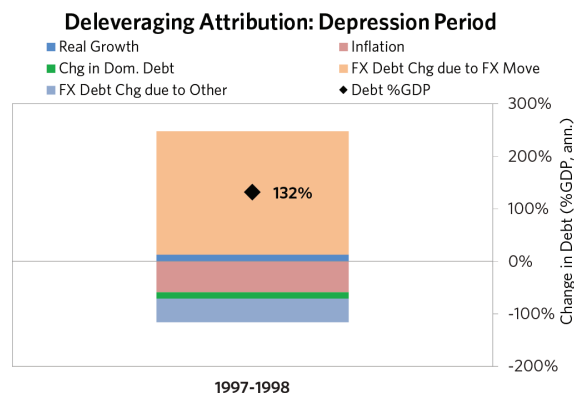 Deleveraging Attribution: Depression Period
Real Growth
Inflation
Chg in Dom. Debt
FX Debt Chg due to FX Move
FX Debt Chg due to Other
Debt %GDP
300%
200%
100%
0%
-100%
-200%
Change in Debt (%GDP, ann.)
132%
1997-1998